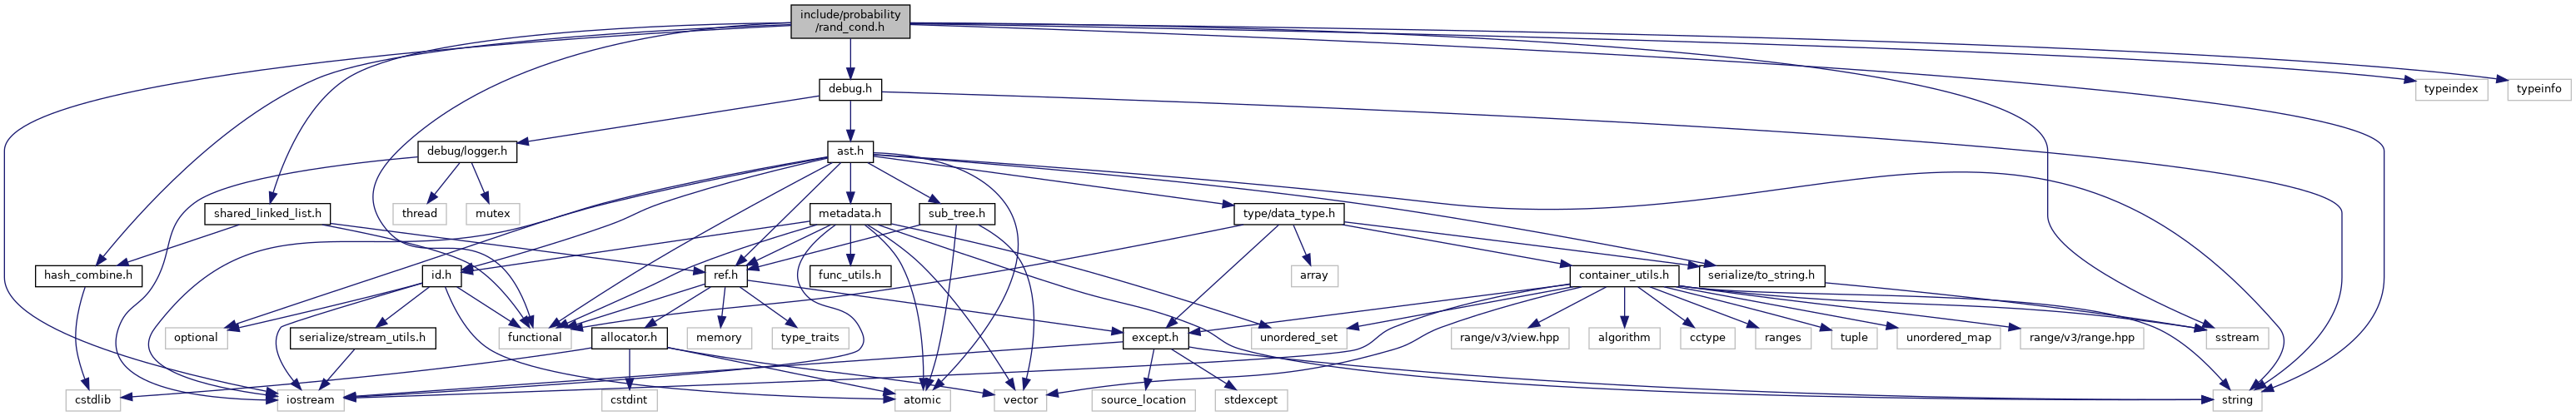 include/probability
/rand_cond.h
debug.h
typeindex
typeinfo
debug/logger.h
ast.h
thread
mutex
shared_linked_list.h
metadata.h
sub_tree.h
type/data_type.h
hash_combine.h
id.h
ref.h
func_utils.h
array
container_utils.h
serialize/to_string.h
optional
serialize/stream_utils.h
functional
allocator.h
memory
type_traits
except.h
unordered_set
range/v3/view.hpp
algorithm
cctype
ranges
tuple
unordered_map
range/v3/range.hpp
sstream
cstdlib
iostream
cstdint
atomic
vector
source_location
stdexcept
string